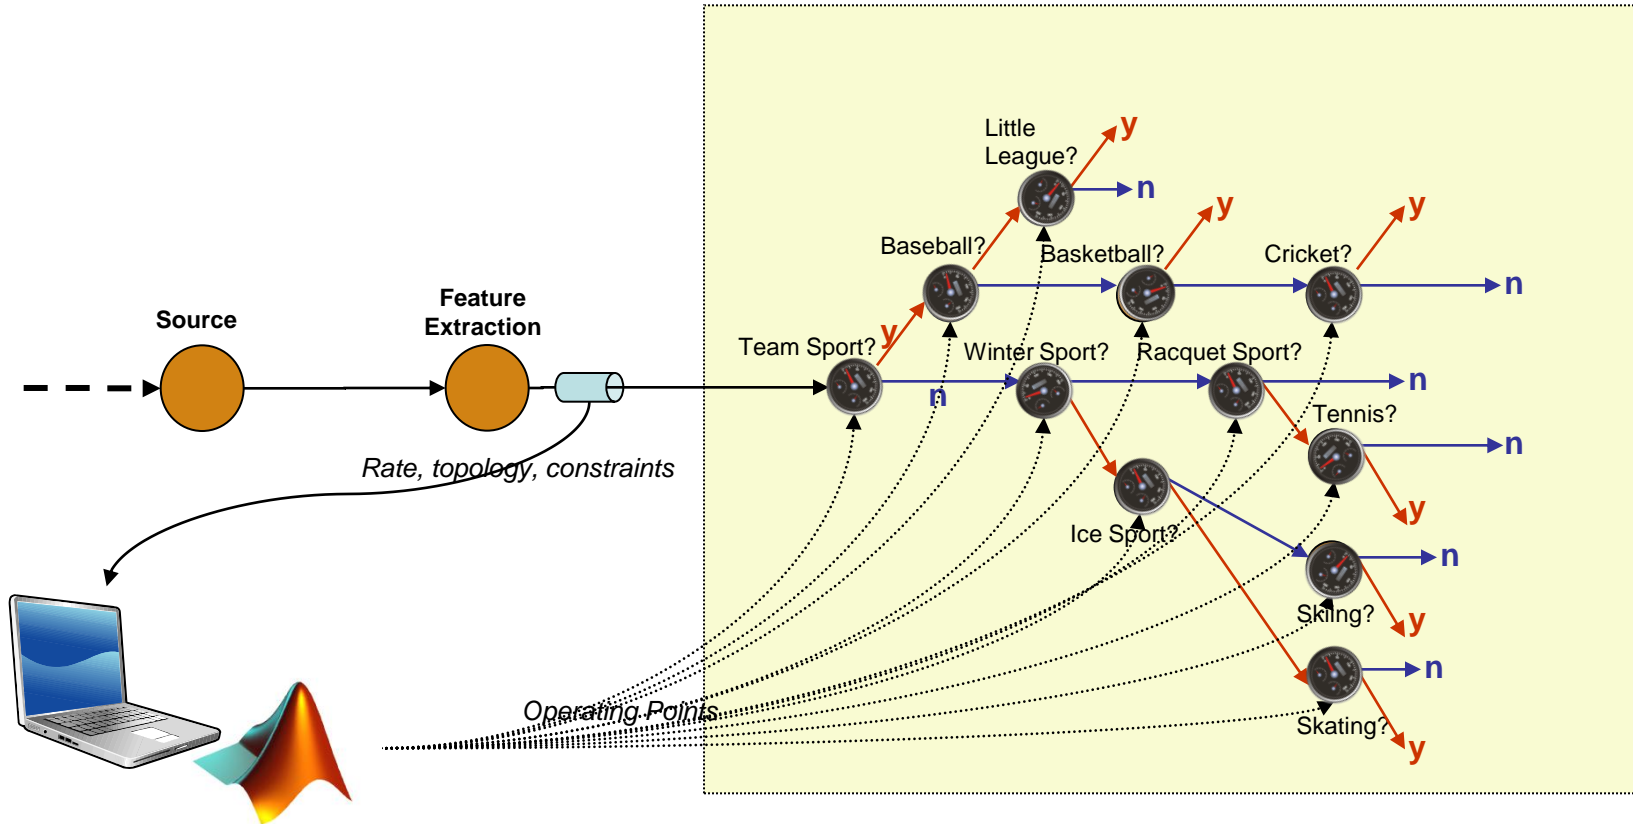 Little
League?
y
n
Baseball?
Basketball?
y
Cricket?
y
n
Source
Feature
Extraction
Team Sport?
y
n
Winter Sport?
Racquet Sport?
n
Tennis?
n
y
Rate, topology, constraints
Ice Sport?
n
Skiing?
y
n
Skating?
y
Operating Points